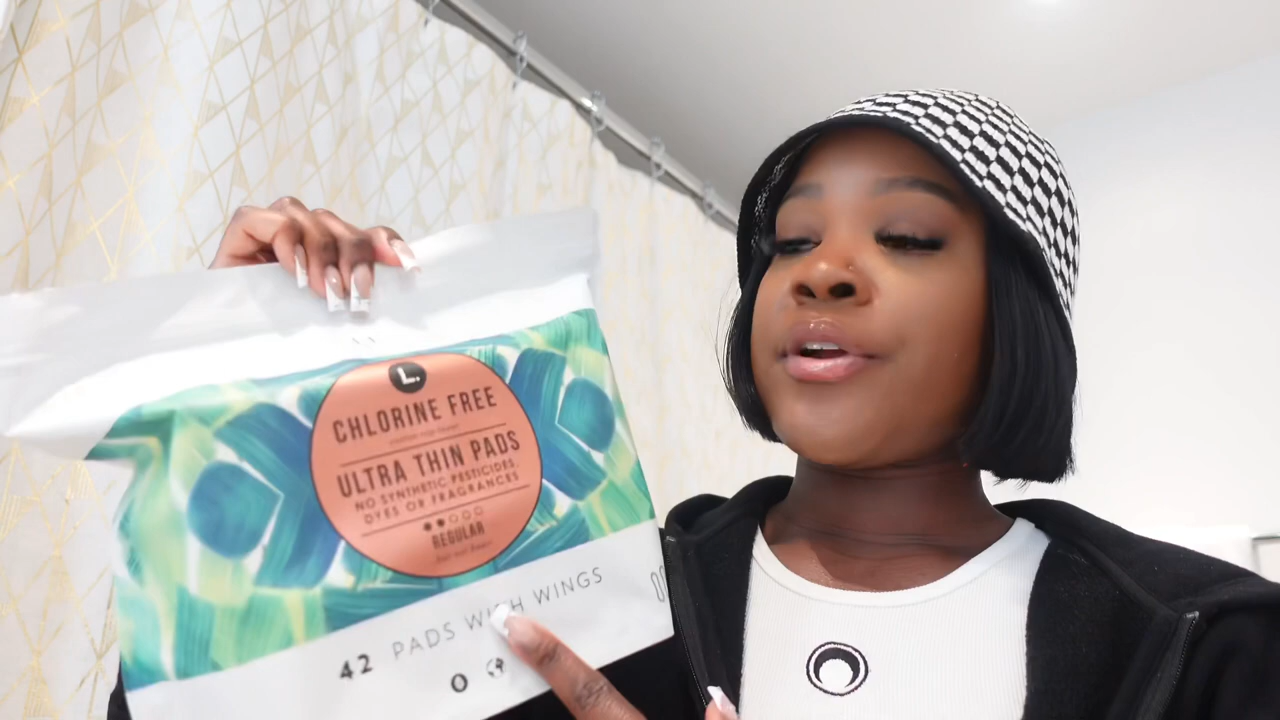 L.
CHLORINE FREE
ULTRA THIN PADS
NO SYNTHETIC PESTICIDES,
DYES OR FRAGRANCES
REGULAR
42 PADS WITH WINGS